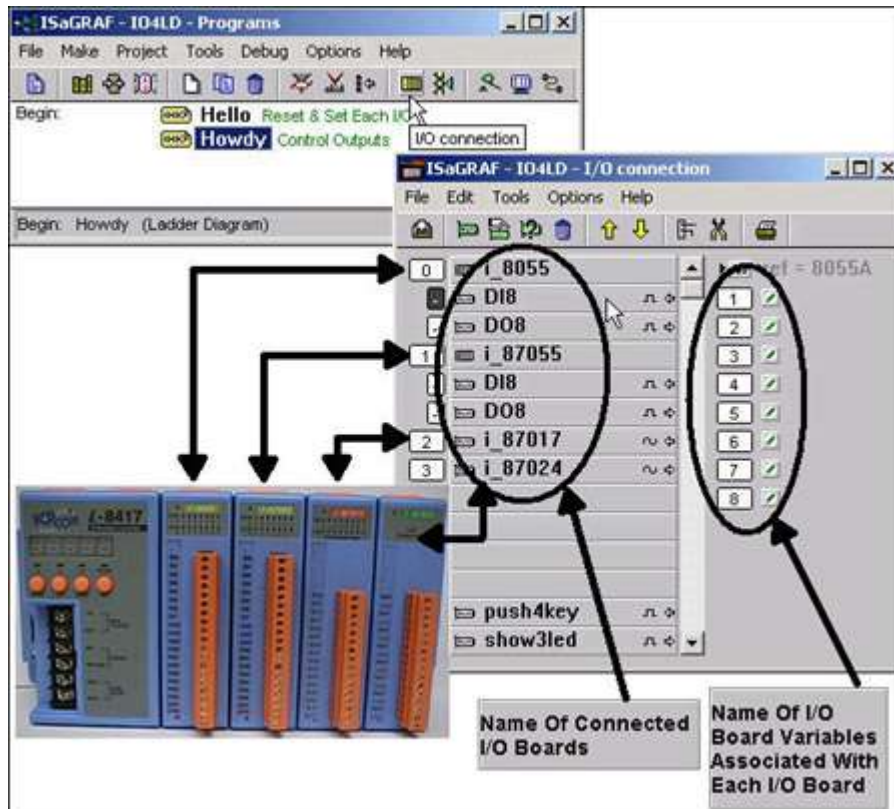 ISaGRAF - IO4LD - Programs
File Make Project Tools Debug Options Help
Begin: Hello Reset & Set Each I/O
Howdy Control Outputs
I/O connection
Begin: Howdy (Ladder Diagram)
ISaGRAF - IO4LD - I/O connection
File Edit Tools Options Help
0 i_8055
ref = 8055A
DI8
1
DO8
2
1 i_87055
3
DI8
4
DO8
5
2 i_87017
6
3 i_87024
7
8
push4key
show3led
i-8417
Name Of Connected
I/O Boards
Name Of I/O
Board Variables
Associated With
Each I/O Board